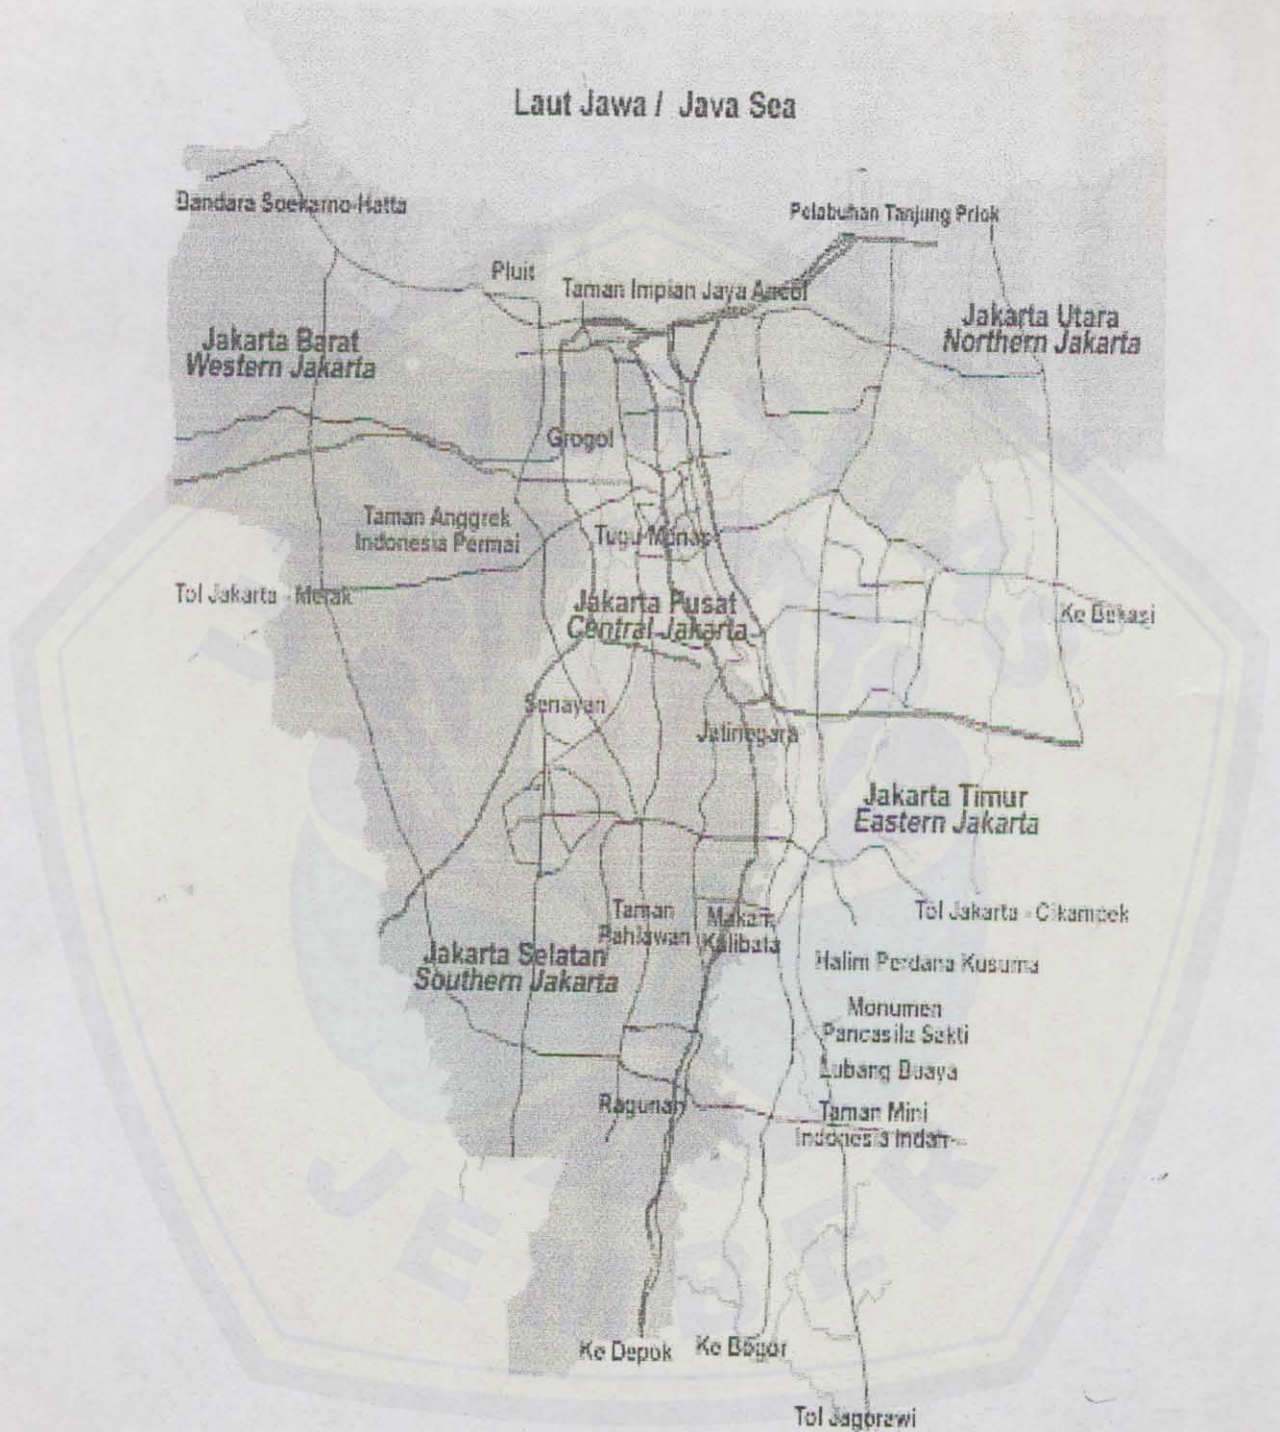 Laut Jawa / Java Sea
Bandara Soekarno-Hatta
Pelabuhan Tanjung Priok
Pluit
Taman Impian Jaya Ancol
Jakarta Utara
Northern Jakarta
Jakarta Barat
Western Jakarta
Grogol
Taman Anggrek
Indonesia Permai
Tugu Monas
Tol Jakarta - Merak
Jakarta Pusat
Central Jakarta
Ke Bekasi
Senayan
Jatinegara
Jakarta Timur
Eastern Jakarta
Taman
Pahlawan
Makam
Kalibata
Tol Jakarta - Cikampek
Jakarta Selatan
Southern Jakarta
Halim Perdana Kusuma
Monumen
Pancasila Sakti
Lubang Buaya
Ragunan
Taman Mini
Indonesia Indah
JEMBER
Ke Depok
Ke Bogor
Tol Jagorawi